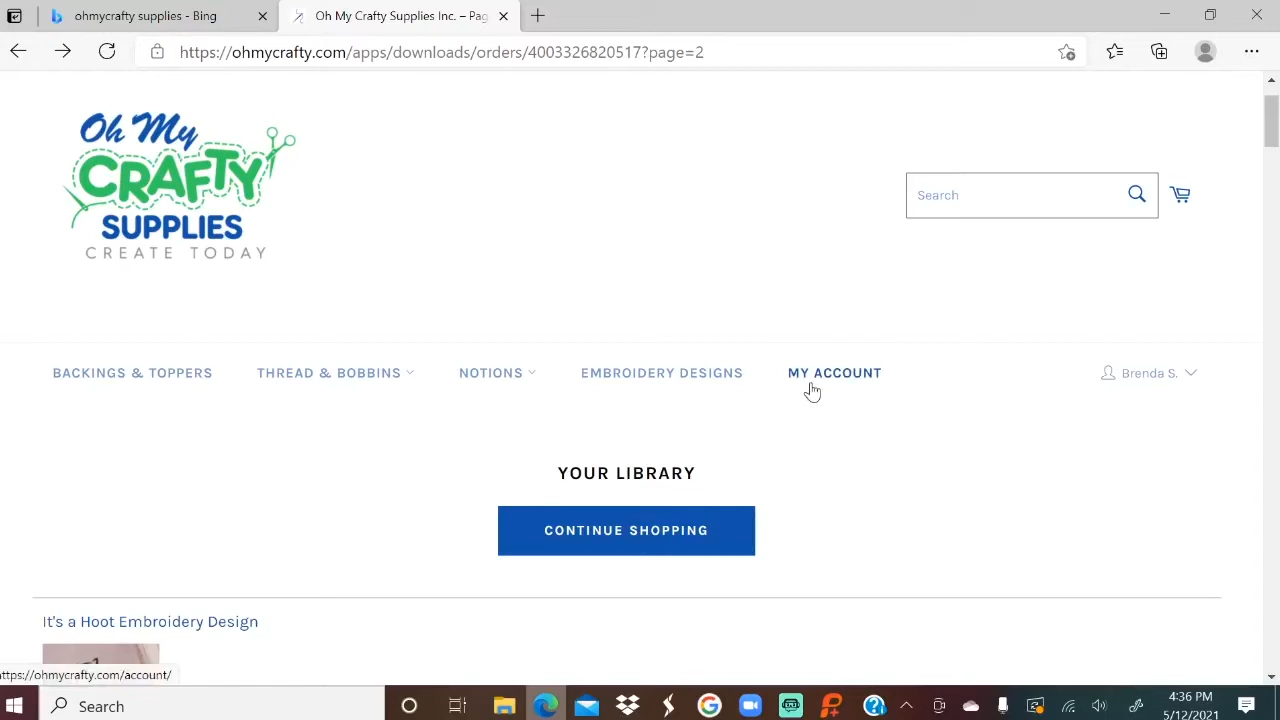 ohmycrafty - Bing
Oh My Crafty Supplies Inc. – Pag
https://ohmycrafty.com/apps/downloads/orders/4003326820517?page=2
Oh My
CRAFTY
SUPPLIES
CREATE TODAY
Search
BACKINGS & TOPPERS
THREAD & BOBBINS
NOTIONS
EMBROIDERY DESIGNS
MY ACCOUNT
Brenda S.
YOUR LIBRARY
CONTINUE SHOPPING
It's a Hoot Embroidery Design
ttps://ohmycrafty.com/account/
Search
4:36 PM
5/12/2021